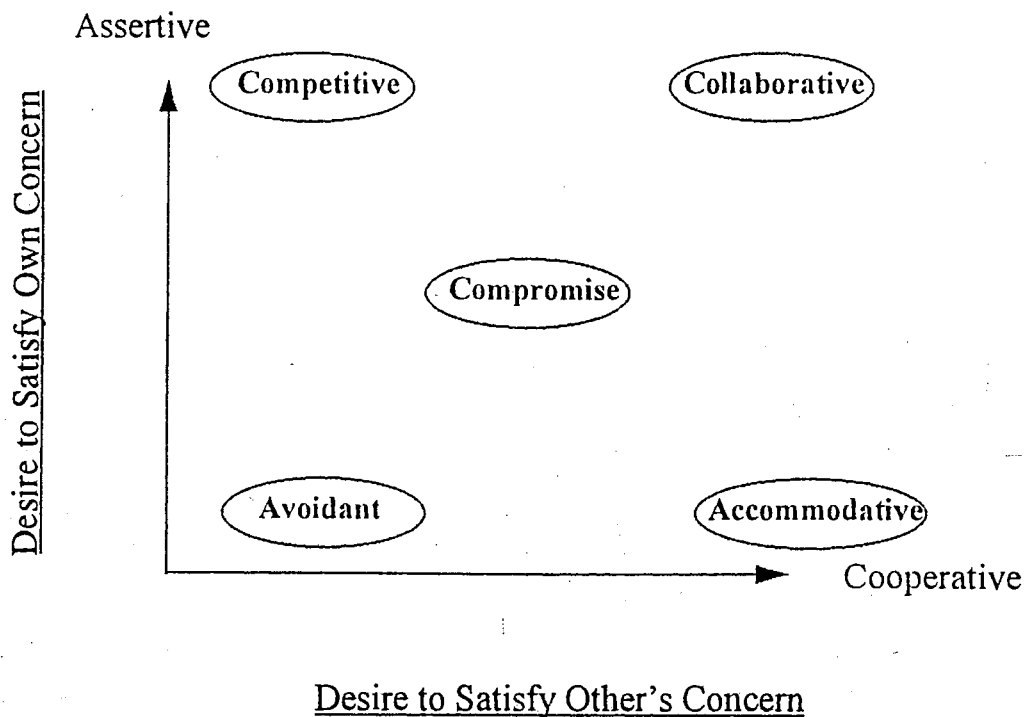 Assertive
Competitive
Collaborative
Desire to Satisfy Own Concern
Compromise
Avoidant
Accommodative
Cooperative
Desire to Satisfy Other's Concern